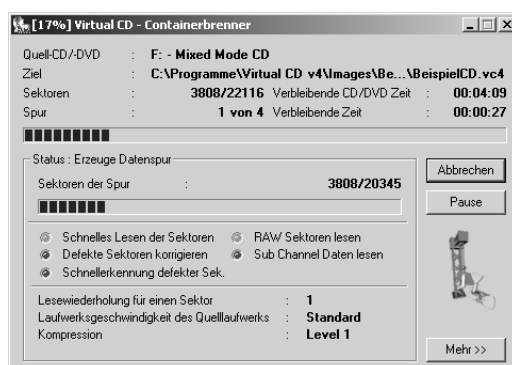 [17%] Virtual CD - Containerbrenner
Quell-CD/-DVD : F: - Mixed Mode CD
Ziel : C:\Programme\Virtual CD v4\Images\Be...\BeispielCD.vc4
Sektoren : 3808/22116 Verbleibende CD/DVD Zeit : 00:04:09
Spur : 1 von 4 Verbleibende Zeit : 00:00:27
Status : Erzeuge Datenspur
Abbrechen
Sektoren der Spur : 3808/20345
Pause
Schnelles Lesen der Sektoren RAW Sektoren lesen
Defekte Sektoren korrigieren Sub Channel Daten lesen
Schnellerkennung defekter Sek.
Lesewiederholung für einen Sektor : 1
Laufwerksgeschwindigkeit des Quelllaufwerks : Standard
Kompression : Level 1
Mehr >>